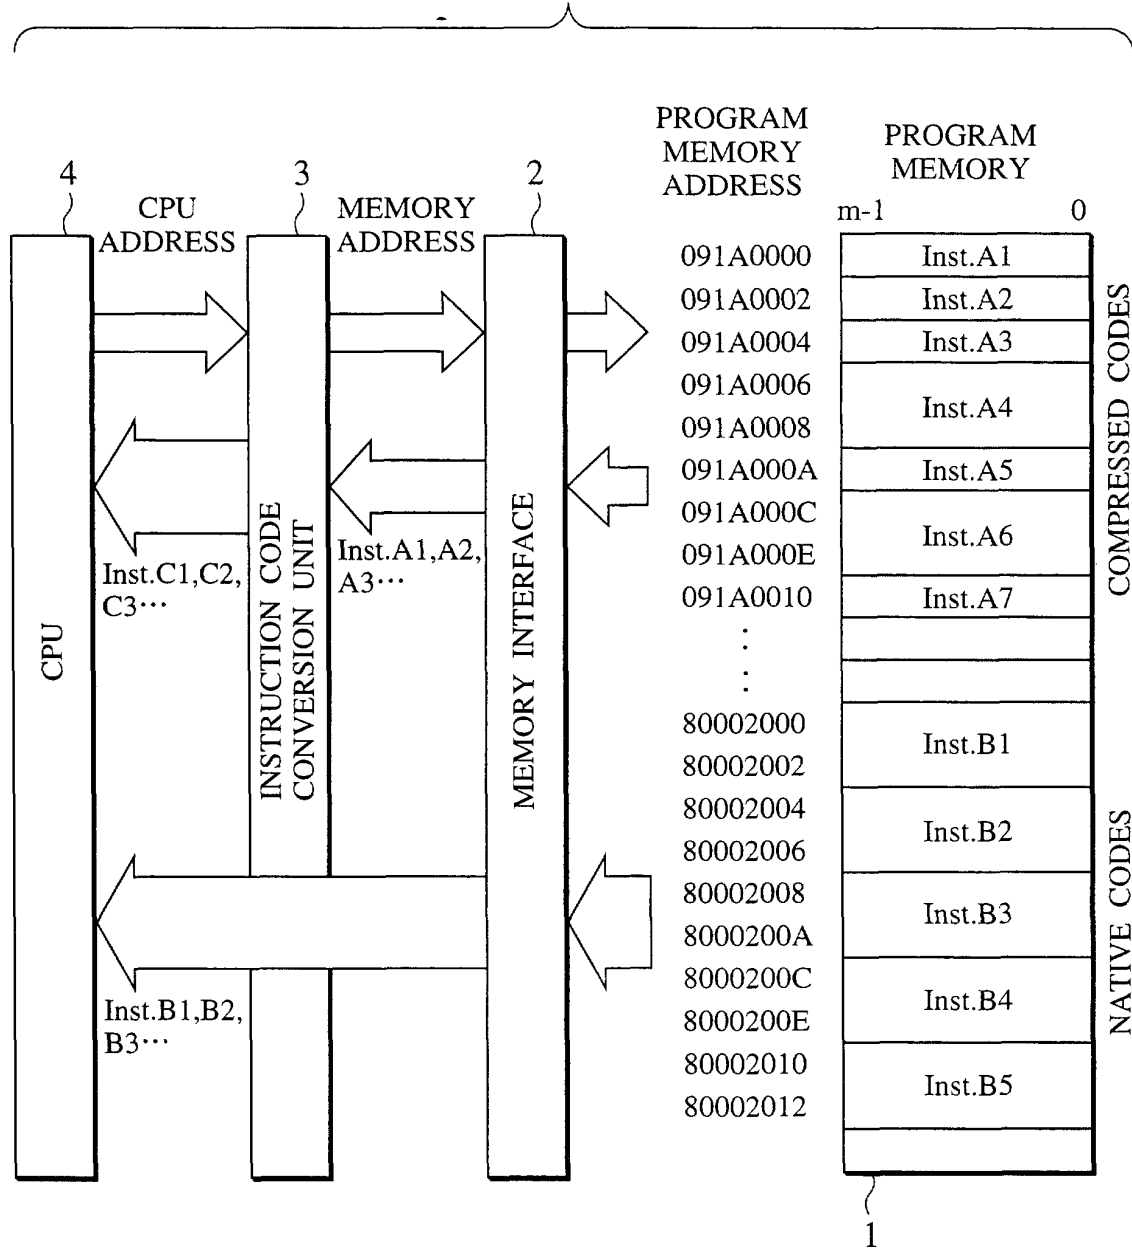 PROGRAM
MEMORY
ADDRESS
PROGRAM
MEMORY
4
3
2
CPU
ADDRESS
MEMORY
ADDRESS
m-1
0
091A0000
Inst.A1
091A0002
Inst.A2
091A0004
Inst.A3
091A0006
091A0008
Inst.A4
091A000A
Inst.A5
091A000C
091A000E
Inst.A6
091A0010
Inst.A7
COMPRESSED CODES
Inst.C1,C2,
C3···
Inst.A1,A2,
A3···
CPU
INSTRUCTION CODE
CONVERSION UNIT
MEMORY INTERFACE
80002000
80002002
Inst.B1
80002004
80002006
Inst.B2
80002008
8000200A
Inst.B3
8000200C
8000200E
Inst.B4
80002010
80002012
Inst.B5
NATIVE CODES
Inst.B1,B2,
B3···
1